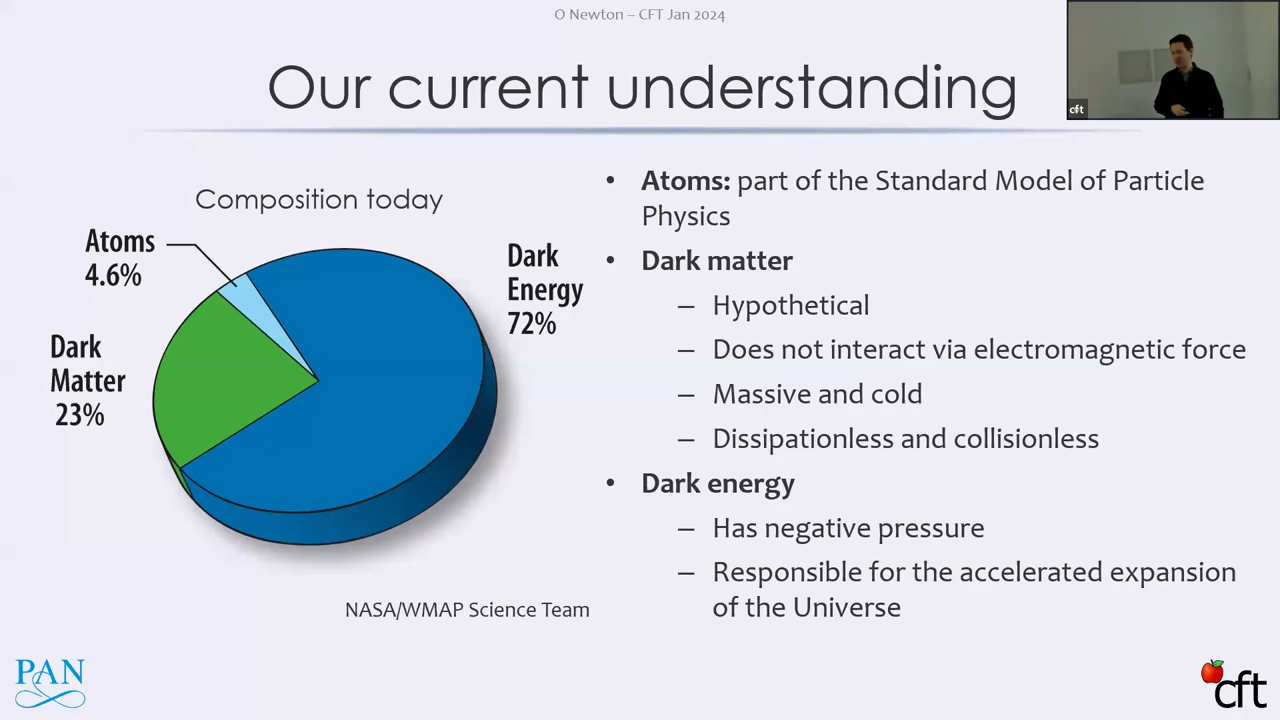 O Newton – CFT Jan 2024
Our current understanding
cft
Composition today
Atoms
4.6%
Dark
Energy
72%
Dark
Matter
23%
NASA/WMAP Science Team
• Atoms: part of the Standard Model of Particle
Physics
• Dark matter
– Hypothetical
– Does not interact via electromagnetic force
– Massive and cold
– Dissipationless and collisionless
• Dark energy
– Has negative pressure
– Responsible for the accelerated expansion
of the Universe
PAN
cft